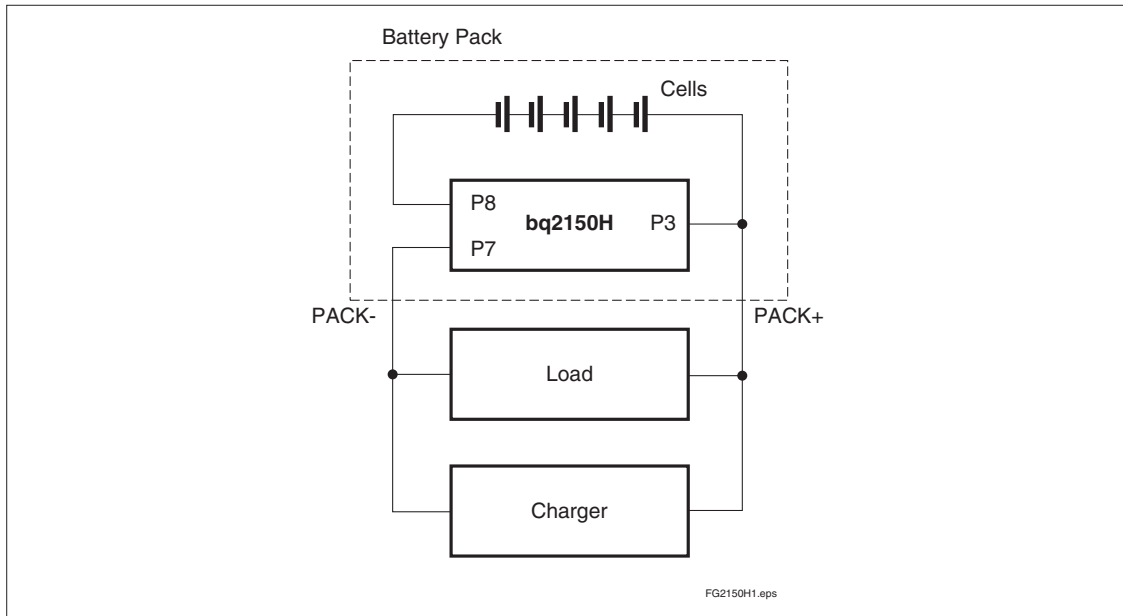 Battery Pack
Cells
P8
bq2150H
P3
P7
PACK-
PACK+
Load
Charger
FG2150H1.eps